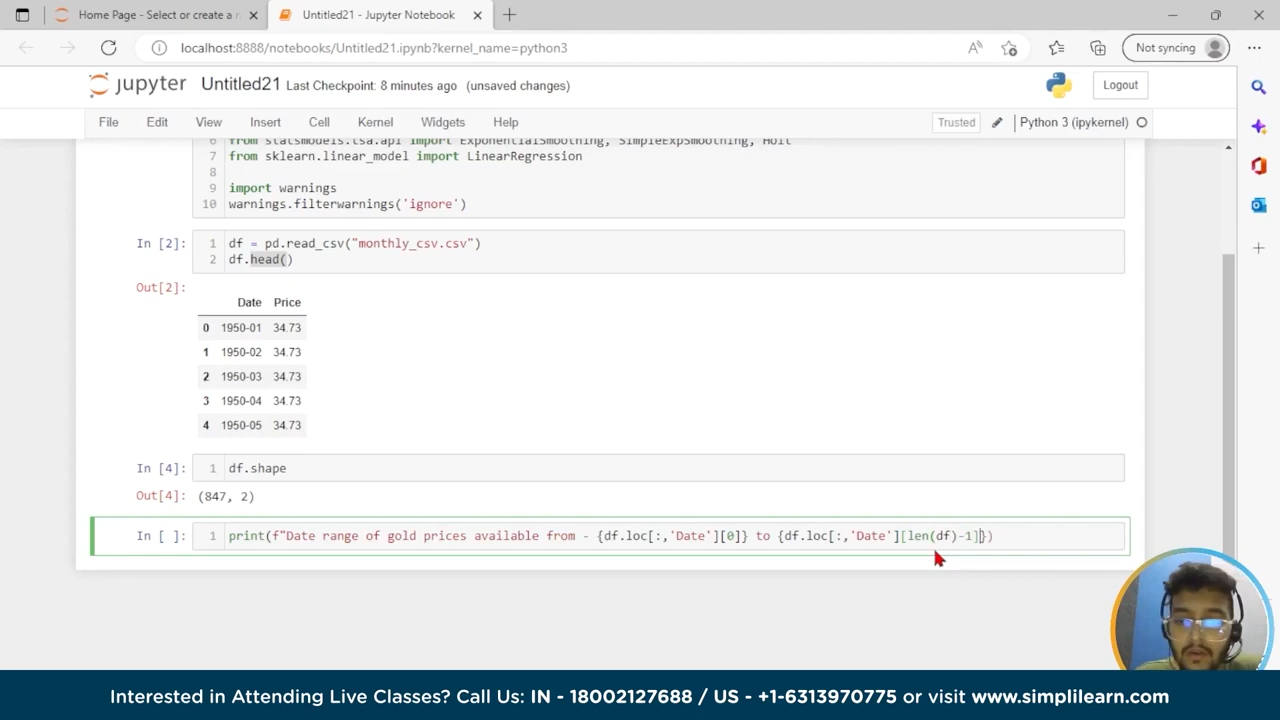 Home Page - Select or create a n
Untitled21 - Jupyter Notebook
localhost:8888/notebooks/Untitled21.ipynb?kernel_name=python3
Not syncing
jupyter Untitled21 Last Checkpoint: 8 minutes ago (unsaved changes)
Logout
File Edit View Insert Cell Kernel Widgets Help
Trusted
Python 3 (ipykernel)
6 from statsmodels.tsa.api import ExponentialSmoothing, SimpleExpSmoothing, Holt
7 from sklearn.linear_model import LinearRegression
8
9 import warnings
10 warnings.filterwarnings('ignore')
In [2]: 1 df = pd.read_csv("monthly_csv.csv")
2 df.head()
Out[2]:
Date Price
0 1950-01 34.73
1 1950-02 34.73
2 1950-03 34.73
3 1950-04 34.73
4 1950-05 34.73
In [4]: 1 df.shape
Out[4]: (847, 2)
In [ ]: 1 print(f"Date range of gold prices available from - {df.loc[:,'Date'][0]} to {df.loc[:,'Date'][len(df)-1]})
Interested in Attending Live Classes? Call Us: IN - 18002127688 / US - +1-6313970775 or visit www.simplilearn.com